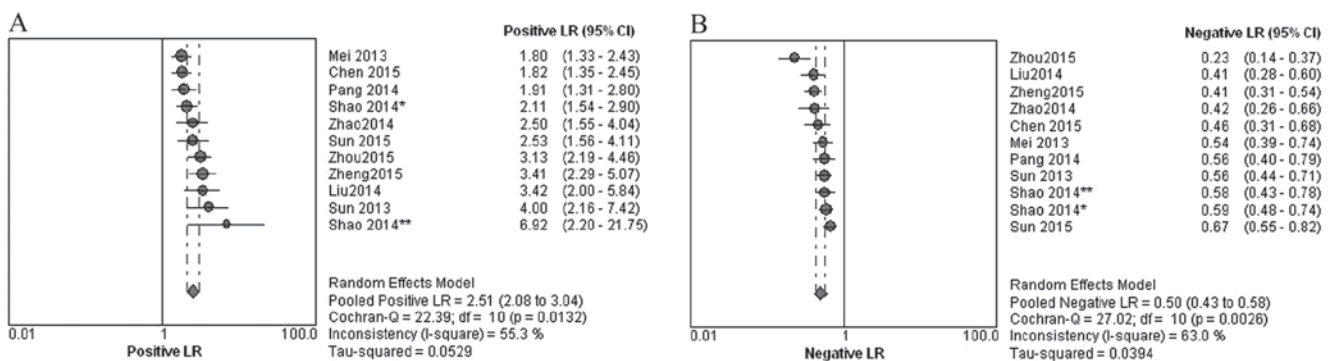 A
Positive LR (95% CI)
Mei 2013 1.80 (1.33 - 2.43)
Chen 2015 1.82 (1.35 - 2.45)
Pang 2014 1.91 (1.31 - 2.80)
Shao 2014* 2.11 (1.54 - 2.90)
Zhao2014 2.50 (1.55 - 4.04)
Sun 2015 2.53 (1.56 - 4.11)
Zhou2015 3.13 (2.19 - 4.46)
Zheng2015 3.41 (2.29 - 5.07)
Liu2014 3.42 (2.00 - 5.84)
Sun 2013 4.00 (2.16 - 7.42)
Shao 2014** 6.92 (2.20 - 21.75)
Random Effects Model
Pooled Positive LR = 2.51 (2.08 to 3.04)
Cochran-Q = 22.39; df = 10 (p = 0.0132)
Inconsistency (I-square) = 55.3 %
Tau-squared = 0.0529
0.01 1 100.0
Positive LR
B
Negative LR (95% CI)
Zhou2015 0.23 (0.14 - 0.37)
Liu2014 0.41 (0.28 - 0.60)
Zheng2015 0.41 (0.31 - 0.54)
Zhao2014 0.42 (0.26 - 0.66)
Chen 2015 0.46 (0.31 - 0.68)
Mei 2013 0.54 (0.39 - 0.74)
Pang 2014 0.56 (0.40 - 0.79)
Sun 2013 0.56 (0.44 - 0.71)
Shao 2014** 0.58 (0.43 - 0.78)
Shao 2014* 0.59 (0.48 - 0.74)
Sun 2015 0.67 (0.55 - 0.82)
Random Effects Model
Pooled Negative LR = 0.50 (0.43 to 0.58)
Cochran-Q = 27.02; df = 10 (p = 0.0026)
Inconsistency (I-square) = 63.0 %
Tau-squared = 0.0394
0.01 1 100.0
Negative LR